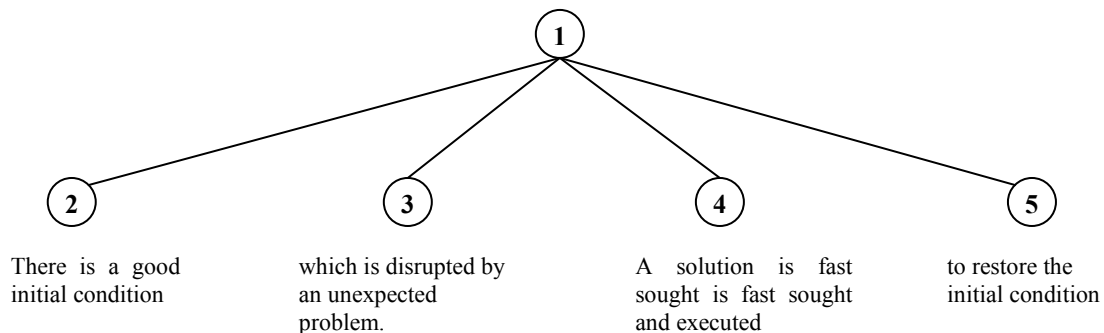 1
2
3
4
5
There is a good
initial condition
which is disrupted by
an unexpected
problem.
A solution is fast
sought is fast sought
and executed
to restore the
initial condition